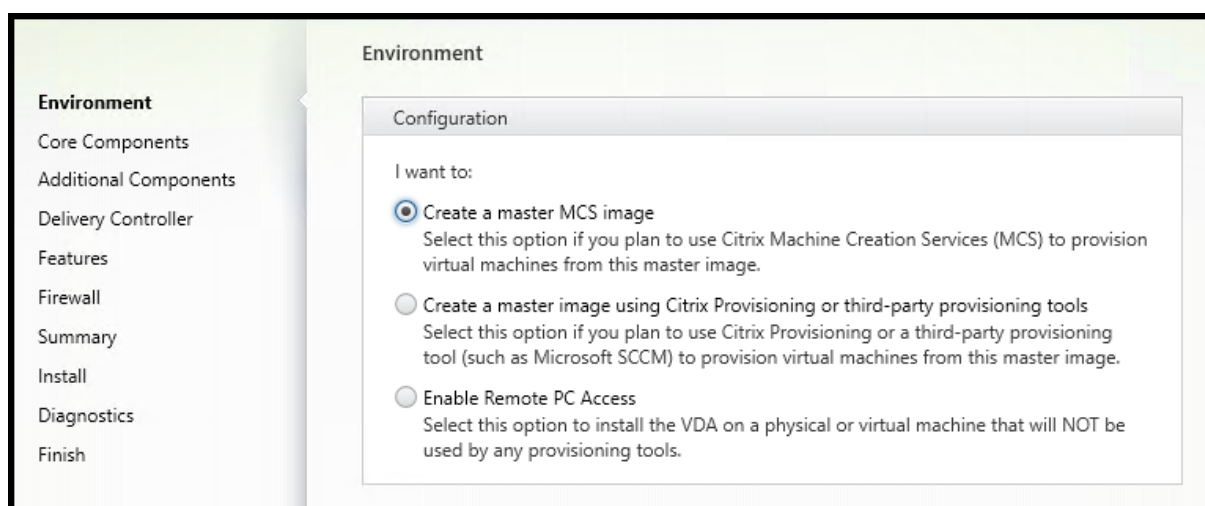 Environment
Environment
Core Components
Additional Components
Delivery Controller
Features
Firewall
Summary
Install
Diagnostics
Finish
Configuration
I want to:
Create a master MCS image
Select this option if you plan to use Citrix Machine Creation Services (MCS) to provision
virtual machines from this master image.
Create a master image using Citrix Provisioning or third-party provisioning tools
Select this option if you plan to use Citrix Provisioning or a third-party provisioning
tool (such as Microsoft SCCM) to provision virtual machines from this master image.
Enable Remote PC Access
Select this option to install the VDA on a physical or virtual machine that will NOT be
used by any provisioning tools.